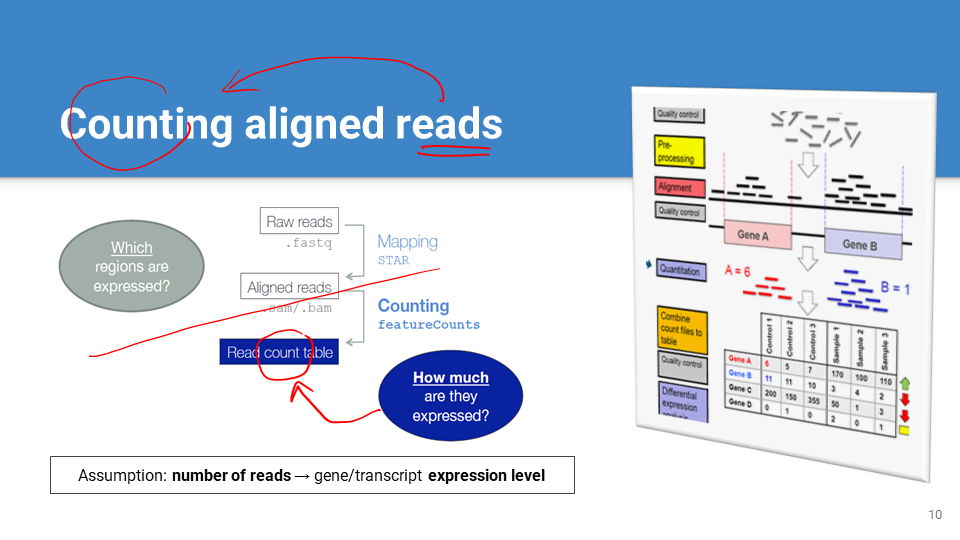 Counting aligned reads
Which
regions are
expressed?
Raw reads
.fastq
Mapping
STAR
Aligned reads
.sam/.bam
Counting
featureCounts
Read count table
How much
are they
expressed?
Assumption: number of reads → gene/transcript expression level
Quality control
Pre-
processing
Alignment
Quality control
Gene A
Gene B
Quantitation
A = 6
B = 1
Combine
count files to
table
Quality control
Differential
expression
Control 1 Control 2 Control 3 Sample 1 Sample 2 Sample 3
Gene A 6 5 7 170 100 110
Gene B 11 11 10 3 4 2
Gene C 200 150 355 50 1 3
Gene D 0 1 0 2 0 1
10